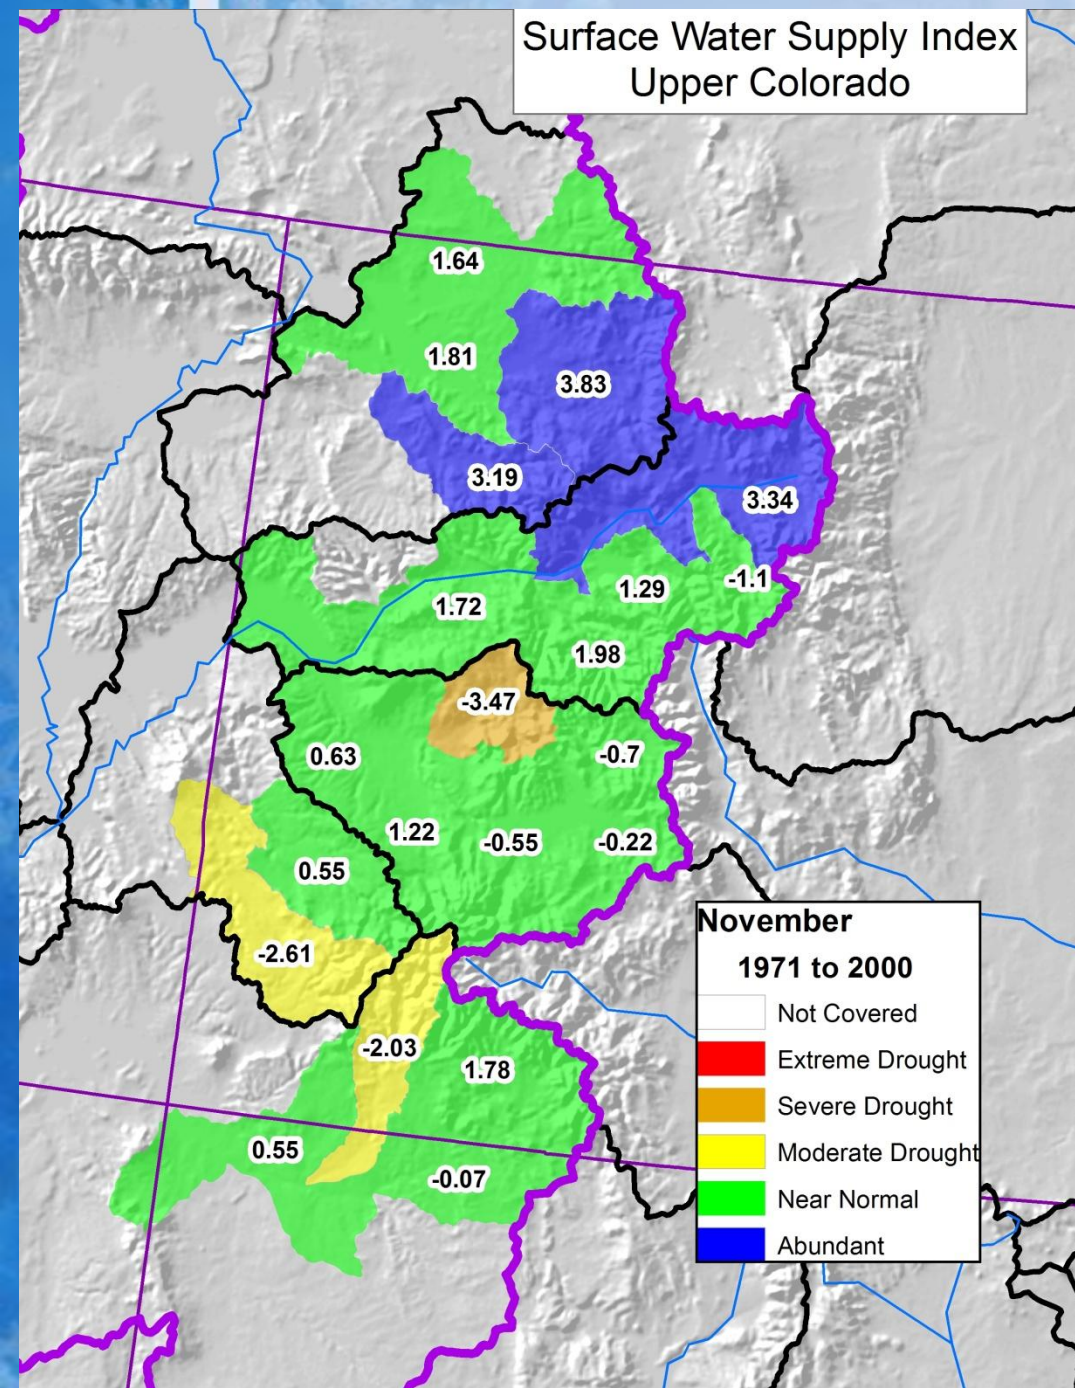 Surface Water Supply Index
Upper Colorado
1.64
1.81
3.83
3.19
3.34
-1.1
1.29
1.72
1.98
-3.47
0.63
-0.7
1.22
-0.55
-0.22
0.55
-2.61
-2.03
1.78
0.55
-0.07
November
1971 to 2000
Not Covered
Extreme Drought
Severe Drought
Moderate Drought
Near Normal
Abundant